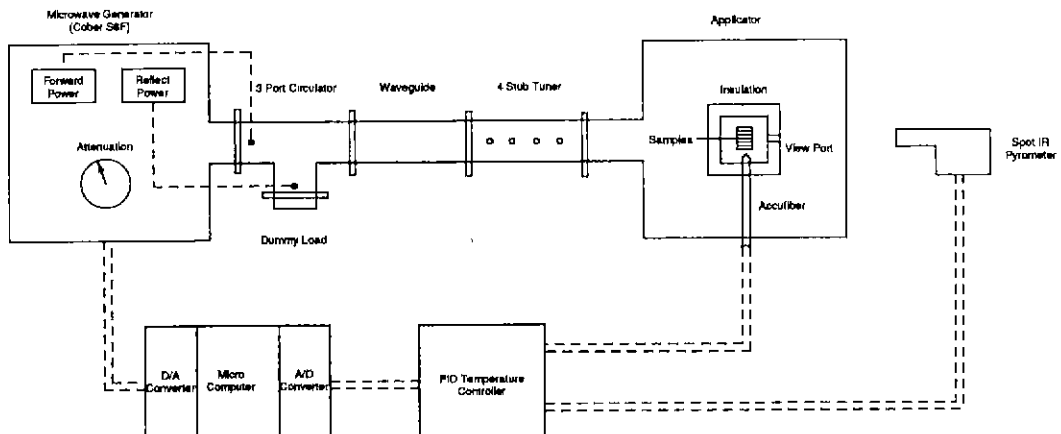 Microwave Generator
(Cober S6F)
Applicator
Forward
Power
Reflect
Power
3 Port Circulator
Waveguide
4 Stub Tuner
Insulation
Attenuation
Samples
View Port
Spot IR
Pyrometer
Accufiber
Dummy Load
D/A
Converter
Micro
Computer
A/D
Converter
PID Temperature
Controller